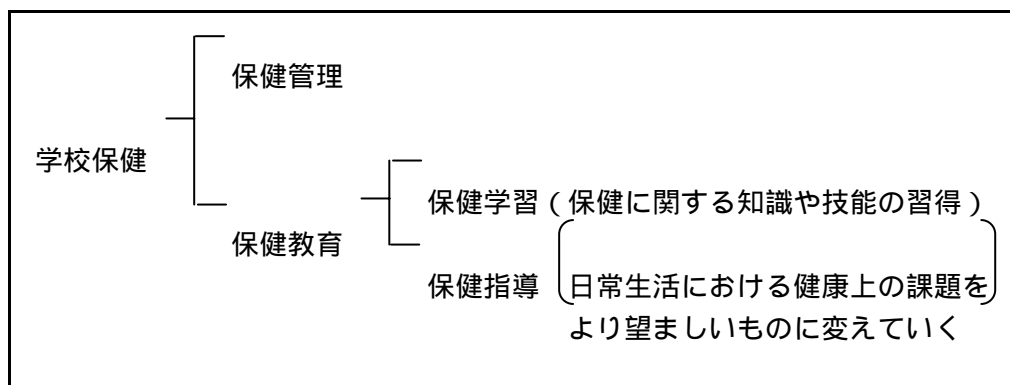 保健管理
学校保健
保健学習(保健に関する知識や技能の習得)
保健教育
保健指導 日常生活における健康上の課題を
より望ましいものに変えていく